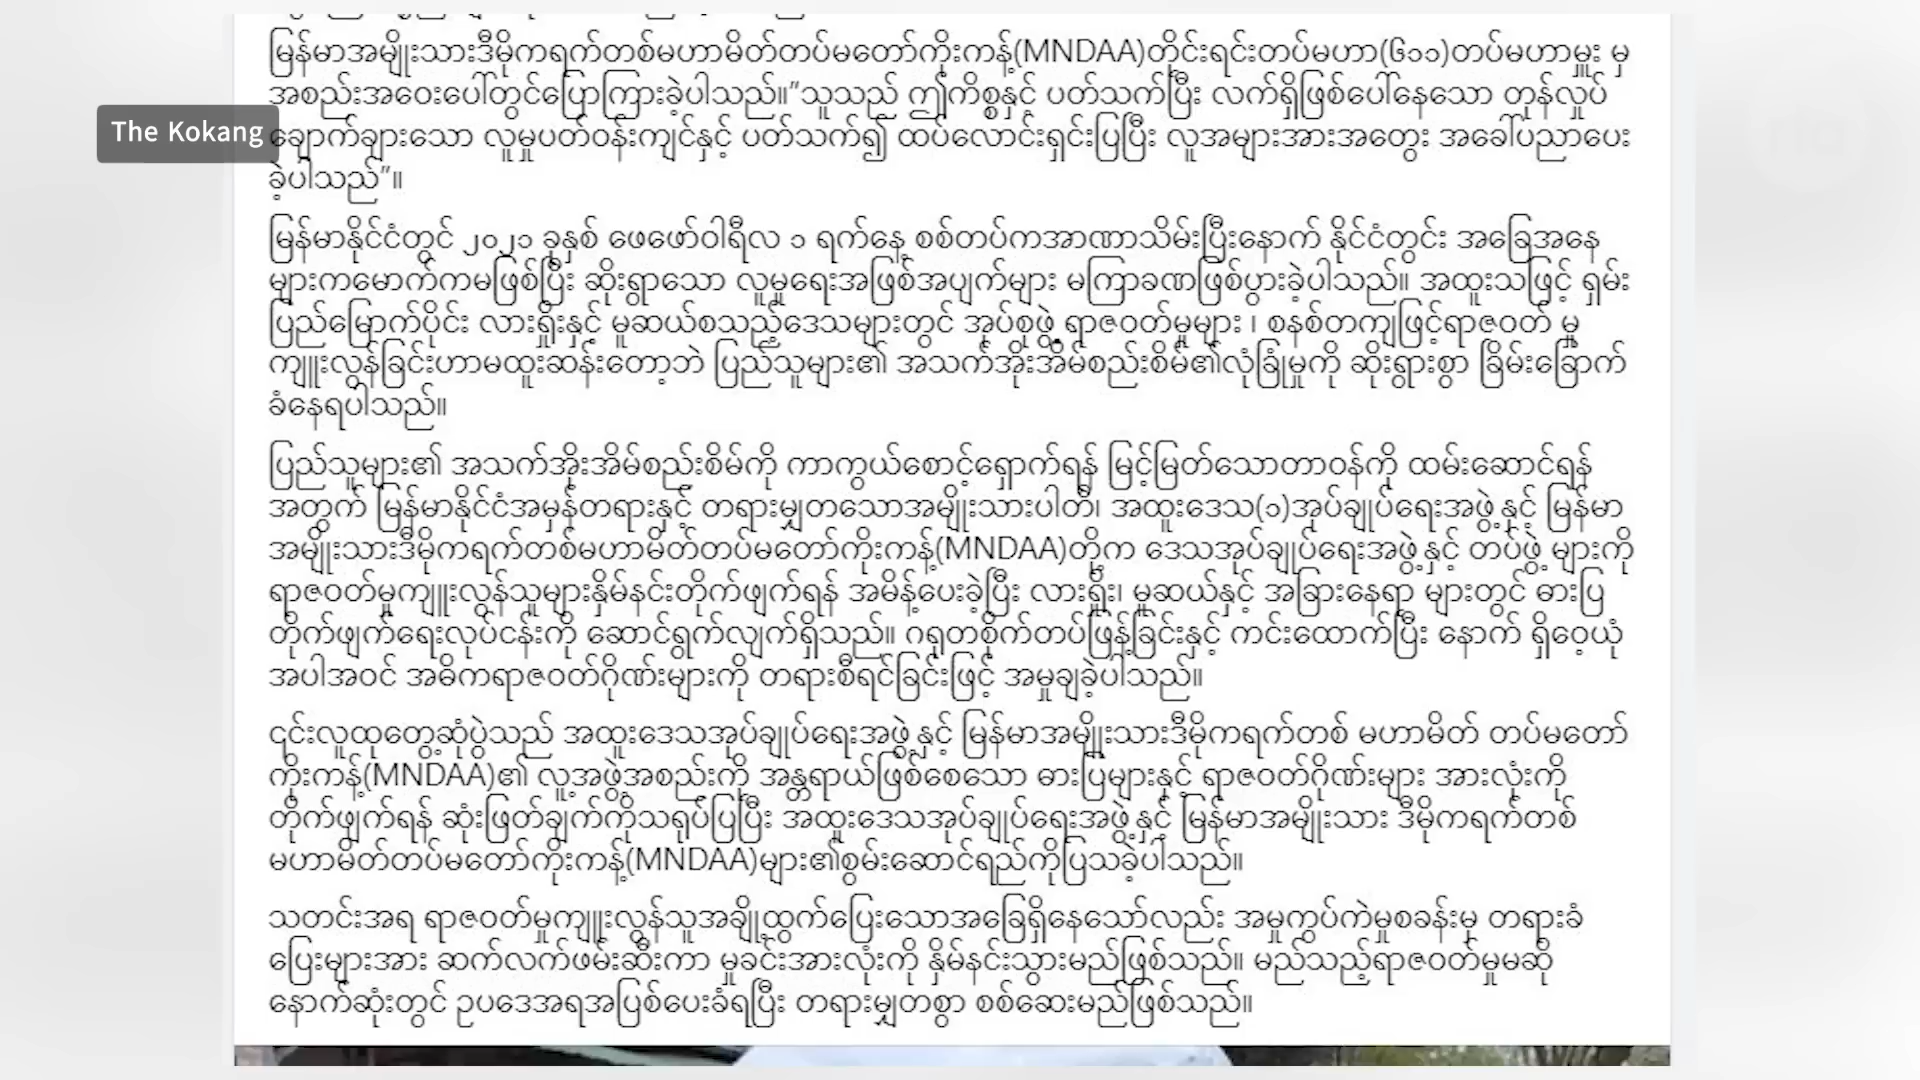 မြန်မာအမျိုးသားဒီမိုကရက်တစ်မဟာမိတ်တပ်မတော်ကိုးကန့်(MNDAA)တိုင်းရင်းတပ်မဟာ(၆၁၁)တပ်မဟာမှူး မှ
အစည်းအဝေးပေါ်တွင်ပြောကြားခဲ့ပါသည်။"သူသည် ဤကိစ္စနှင့် ပတ်သက်ပြီး လက်ရှိဖြစ်ပေါ်နေသော တုန်လှုပ်
The Kokang
ချောက်ချားသော လူမှုပတ်ဝန်းကျင်နှင့် ပတ်သက်၍ ထပ်လောင်းရှင်းပြပြီး လူအများအားအတွေး အခေါ်ပညာပေး
ခဲ့ပါသည်"။
မြန်မာနိုင်ငံတွင် ၂၀၂၁ ခုနှစ် ဖေဖော်ဝါရီလ ၁ ရက်နေ့ စစ်တပ်ကအာဏာသိမ်းပြီးနောက် နိုင်ငံတွင်း အခြေအနေ
များကမောက်ကမဖြစ်ပြီး ဆိုးရွာသော လူမှုရေးအဖြစ်အပျက်များ မကြာခဏဖြစ်ပွားခဲ့ပါသည်။ အထူးသဖြင့် ရှမ်း
ပြည်မြောက်ပိုင်း လားရှိုးနှင့် မူဆယ်စသည့်ဒေသများတွင် အုပ်စုဖွဲ့ ရာဇဝတ်မှုများ ၊ စနစ်တကျဖြင့်ရာဇဝတ် မှု
ကျူးလွန်ခြင်းဟာမထူးဆန်းတော့ဘဲ ပြည်သူများ၏ အသက်အိုးအိမ်စည်းစိမ်၏လုံခြုံမှုကို ဆိုးရွားစွာ ခြိမ်းခြောက်
ခံနေရပါသည်။
ပြည်သူများ၏ အသက်အိုးအိမ်စည်းစိမ်ကို ကာကွယ်စောင့်ရှောက်ရန် မြင့်မြတ်သောတာဝန်ကို ထမ်းဆောင်ရန်
အတွက် မြန်မာနိုင်ငံအမှန်တရားနှင့် တရားမျှတသောအမျိုးသားပါတီ၊ အထူးဒေသ(၁)အုပ်ချုပ်ရေးအဖွဲ့နှင့် မြန်မာ
အမျိုးသားဒီမိုကရက်တစ်မဟာမိတ်တပ်မတော်ကိုးကန့်(MNDAA)တို့က ဒေသအုပ်ချုပ်ရေးအဖွဲ့နှင့် တပ်ဖွဲ့ များကို
ရာဇဝတ်မှုကျူးလွန်သူများနှိမ်နင်းတိုက်ဖျက်ရန် အမိန့်ပေးခဲ့ပြီး လားရှိုး၊ မူဆယ်နှင့် အခြားနေရာ များတွင် ဓားပြ
တိုက်ဖျက်ရေးလုပ်ငန်းကို ဆောင်ရွက်လျက်ရှိသည်။ ဂရုတစိုက်တပ်ဖြန့်ခြင်းနှင့် ကင်းထောက်ပြီး နောက် ရှိဝေ့ယုံ
အပါအဝင် အဓိကရာဇဝတ်ဂိုဏ်းများကို တရားစီရင်ခြင်းဖြင့် အမှုချခဲ့ပါသည်။
၎င်းလူထုတွေ့ဆုံပွဲသည် အထူးဒေသအုပ်ချုပ်ရေးအဖွဲ့နှင့် မြန်မာအမျိုးသားဒီမိုကရက်တစ် မဟာမိတ် တပ်မတော်
ကိုးကန့်(MNDAA)၏ လူ့အဖွဲ့အစည်းကို အန္တရာယ်ဖြစ်စေသော ဓားပြများနှင့် ရာဇဝတ်ဂိုဏ်းများ အားလုံးကို
တိုက်ဖျက်ရန် ဆုံးဖြတ်ချက်ကိုသရုပ်ပြပြီး အထူးဒေသအုပ်ချုပ်ရေးအဖွဲ့နှင့် မြန်မာအမျိုးသား ဒီမိုကရက်တစ်
မဟာမိတ်တပ်မတော်ကိုးကန့်(MNDAA)များ၏စွမ်းဆောင်ရည်ကိုပြသခဲ့ပါသည်။
သတင်းအရ ရာဇဝတ်မှုကျူးလွန်သူအချို့ထွက်ပြေးသောအခြေရှိနေသော်လည်း အမှုကွပ်ကဲမှုစခန်းမှ တရားခံ
ပြေးများအား ဆက်လက်ဖမ်းဆီးကာ မှုခင်းအားလုံးကို နှိမ်နင်းသွားမည်ဖြစ်သည်။ မည်သည့်ရာဇဝတ်မှုမဆို
နောက်ဆုံးတွင် ဥပဒေအရအပြစ်ပေးခံရပြီး တရားမျှတစွာ စစ်ဆေးမည်ဖြစ်သည်။